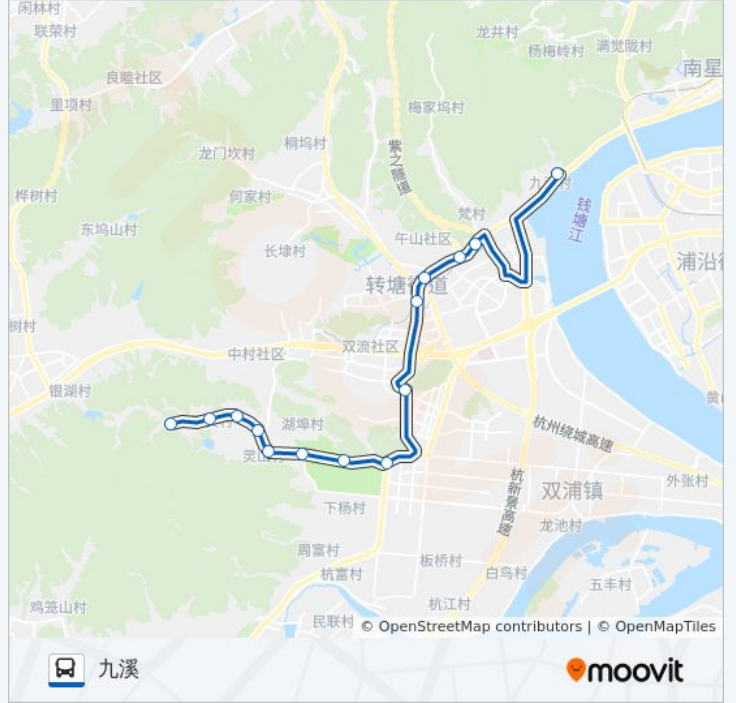 闲林村
联荣村
龙井村
杨梅岭村
满觉陇村
南星
良睦社区
里项村
梅家坞村
桐坞村
龙门坎村
紫之隧道
九溪村
桦树村
何家村
钱塘江
梵村
东坞山村
午山社区
长埭村
浦沿街
转塘街道
树村
双流社区
中村社区
银湖村
黄山
湖埠村
杭州绕城高速
灵山村
外张村
杭新景高速
双浦镇
下杨村
龙池村
周富村
板桥村
白鸟村
杭富村
五丰村
鸡笼山村
杭江村
民联村
© OpenStreetMap contributors | © OpenMapTiles
九溪
moovit